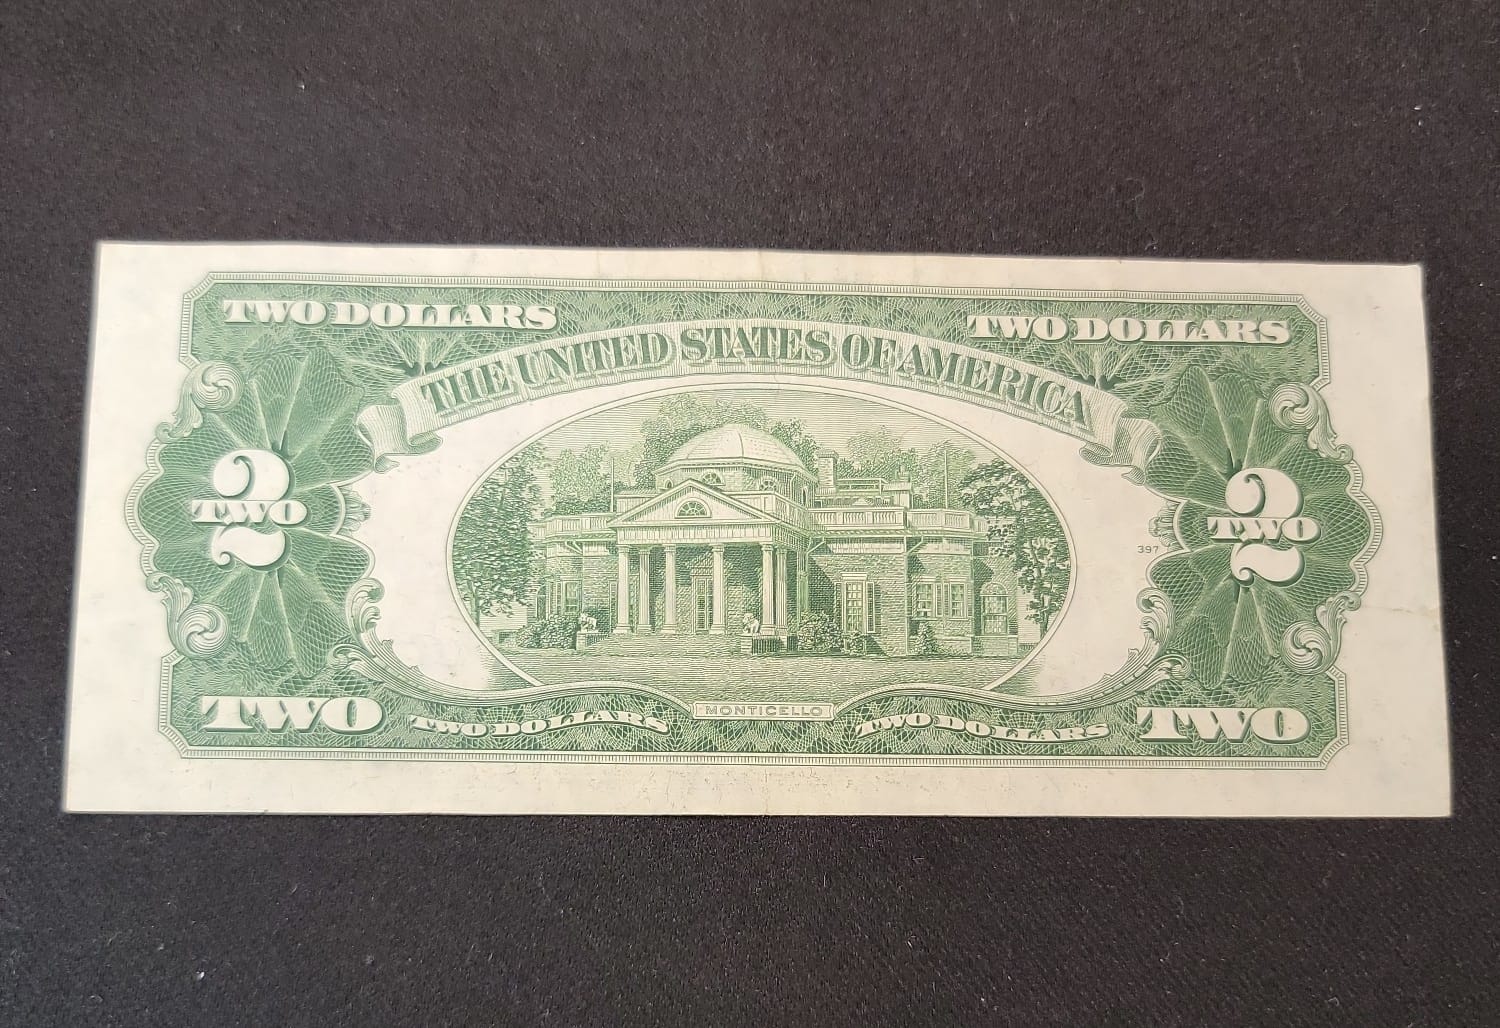 TWO DOLLARS
TWO DOLLARS
THE UNITED STATES OF AMERICA
2
TWO
2
TWO
397
TWO
TWO DOLLARS
MONTICELLO
TWO DOLLARS
TWO